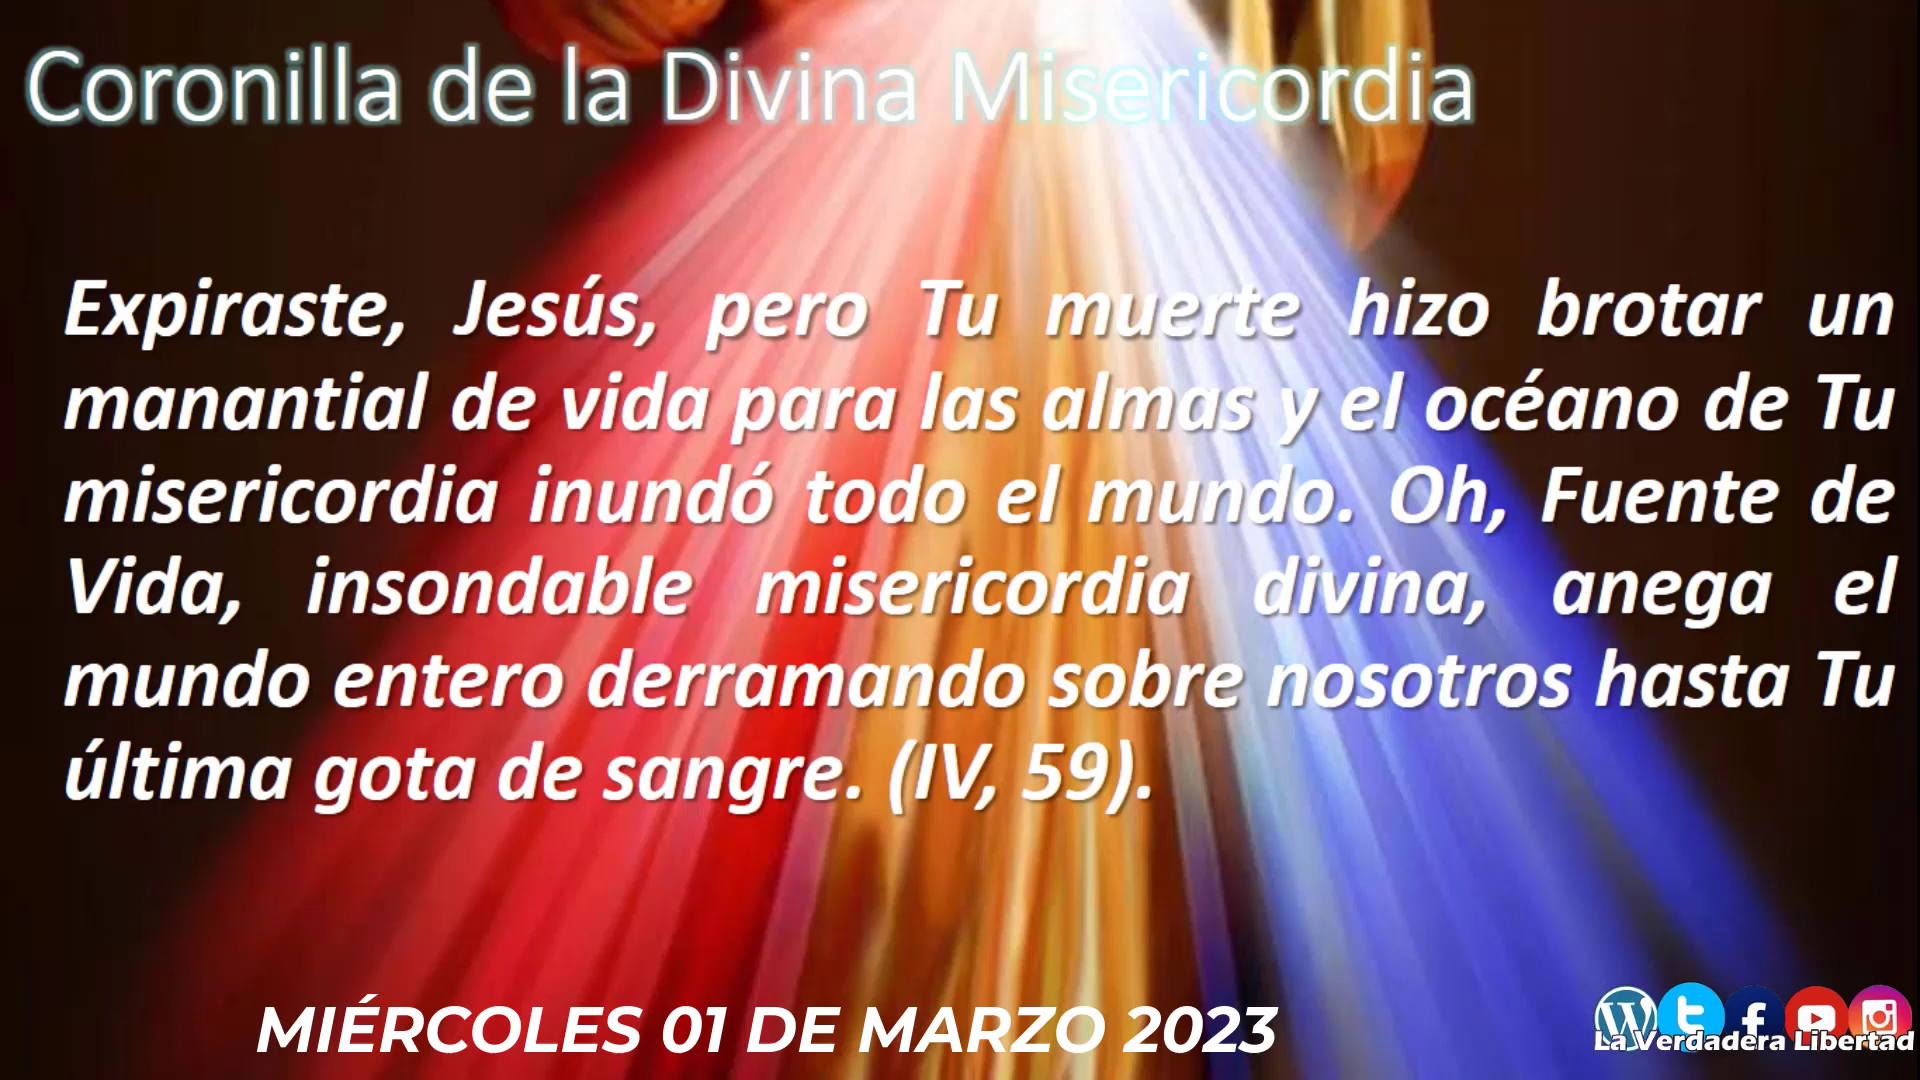 Coronilla de la Divina Misericordia
Expiraste, Jesús, pero Tu muerte hizo brotar un
manantial de vida para las almas y el océano de Tu
misericordia inundó todo el mundo. Oh, Fuente de
Vida, insondable misericordia divina, anega el
mundo entero derramando sobre nosotros hasta Tu
última gota de sangre. (IV, 59).
MIÉRCOLES 01 DE MARZO 2023
La Verdadera Libertad